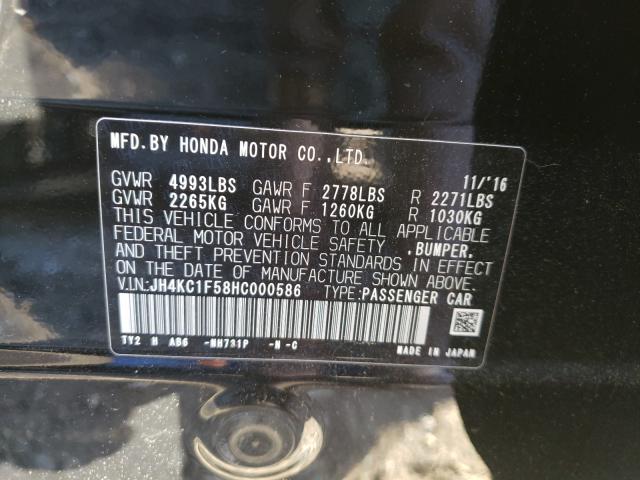 MFD.BY HONDA MOTOR CO.,LTD. 11/'16
GVWR 4993LBS GAWR F 2778LBS R 2271LBS
GVWR 2265KG GAWR F 1260KG R 1030KG
THIS VEHICLE CONFORMS TO ALL APPLICABLE
FEDERAL MOTOR VEHICLE SAFETY ,BUMPER,
AND THEFT PREVENTION STANDARDS IN EFFECT
ON THE DATE OF MANUFACTURE SHOWN ABOVE.
V.I.N:JH4KC1F58HC000586 TYPE:PASSENGER CAR
TY2 H AB6 -NH731P -N -C MADE IN JAPAN